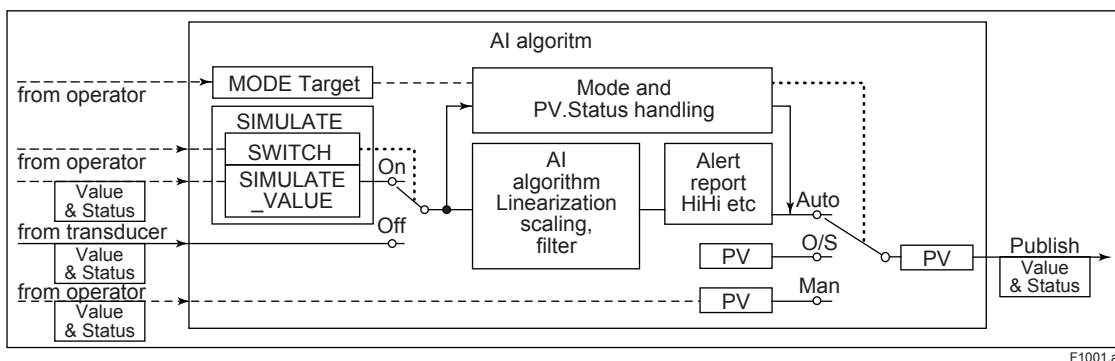 AI algoritm
from operator
MODE Target
Mode and
PV.Status handling
SIMULATE
from operator
SWITCH
SIMULATE
_VALUE
On
Value
& Status
AI
algorithm
Linearization
scaling,
filter
Alert
report
HiHi etc
Auto
from transducer
Off
Value
& Status
PV
O/S
PV
Publish
Value
& Status
from operator
Value
& Status
PV
Man
F1001.ai